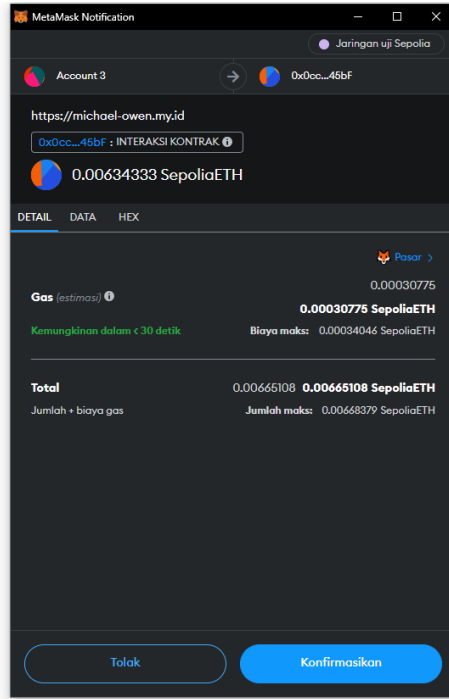 MetaMask Notification
Jaringan uji Sepolia
Account 3 0x0cc...45bF
https://michael-owen.my.id
0x0cc...45bF : INTERAKSI KONTRAK
0.00634333 SepoliaETH
DETAIL DATA HEX
Pasar >
0.00030775
Gas (estimasi)
0.00030775 SepoliaETH
Kemungkinan dalam < 30 detik Biaya maks: 0.00034046 SepoliaETH
Total 0.00665108 0.00665108 SepoliaETH
Jumlah + biaya gas Jumlah maks: 0.00668379 SepoliaETH
Tolak Konfirmasikan